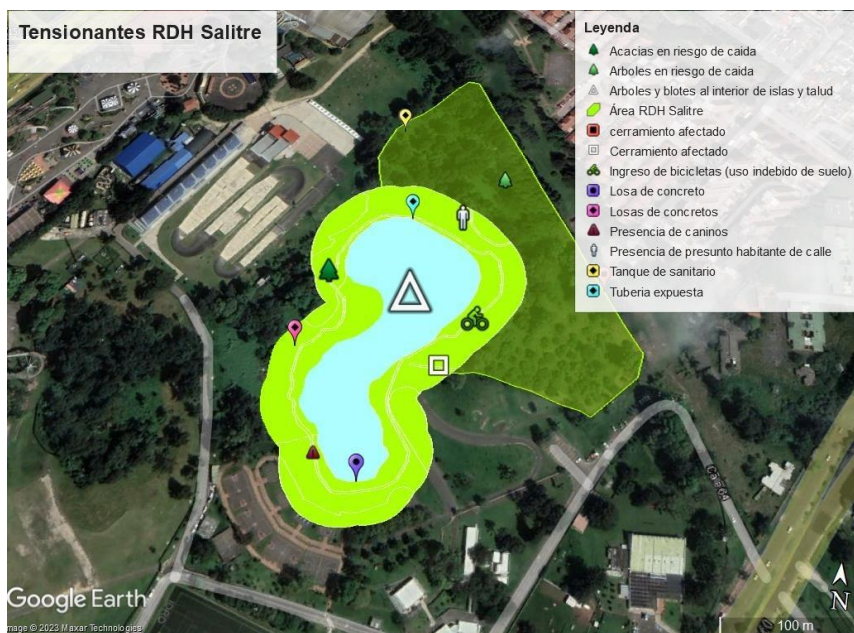 Tensionantes RDH Salitre
Leyenda
Acacias en riesgo de caida
Arboles en riesgo de caida
Arboles y blotes al interior de islas y talud
Área RDH Salitre
cerramiento afectado
Cerramiento afectado
Ingreso de bicicletas (uso indebido de suelo)
Losa de concreto
Losas de concretos
Presencia de caninos
Presencia de presunto habitante de calle
Tanque de sanitario
Tuberia expuesta
Google Earth
mage © 2023 Maxar Technologies
N
100 m